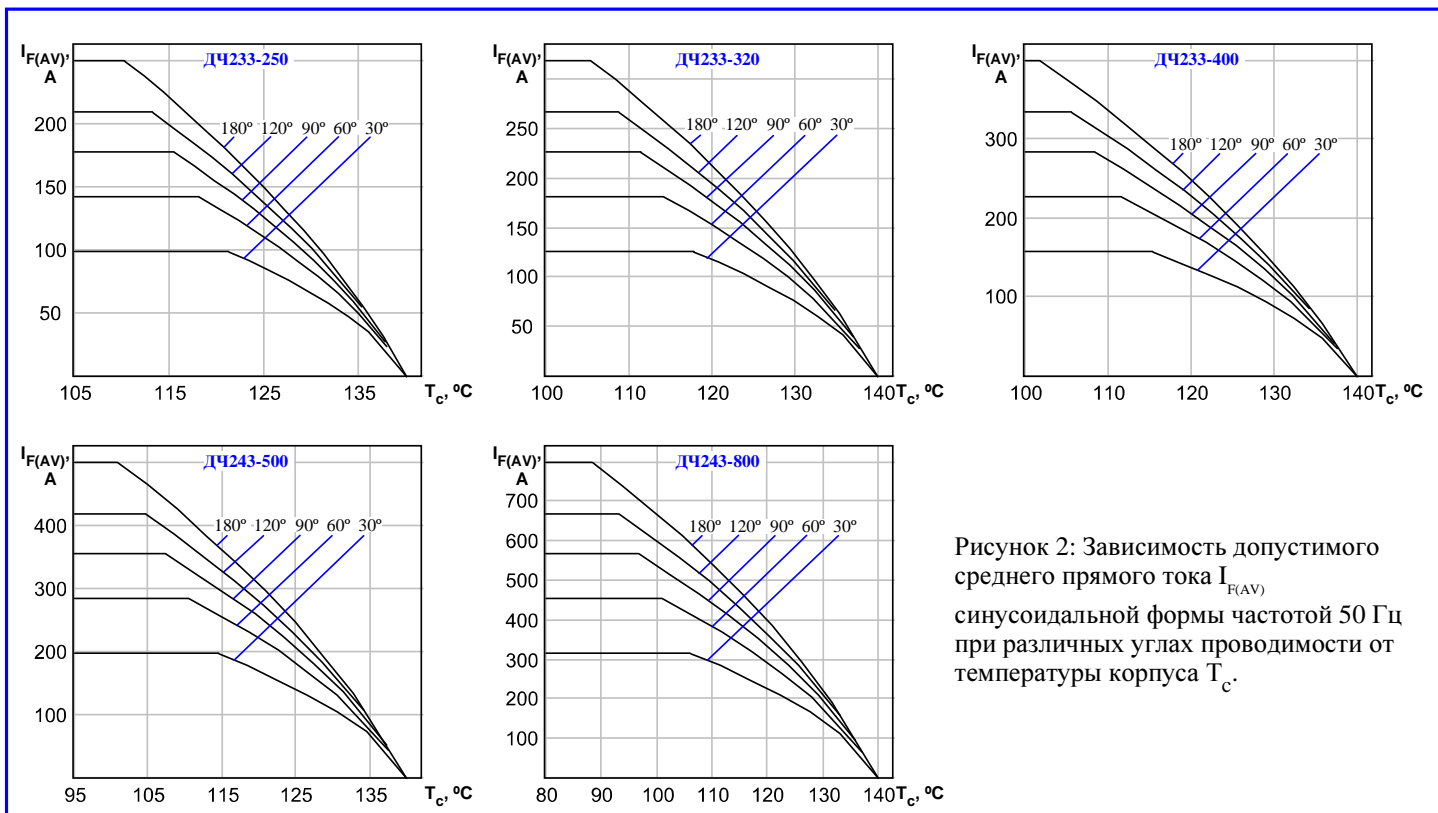 I F(AV), A
ДЧ233-250
200
150
100
50
180º 120º 90º 60º 30º
105 115 125 135 Tc, ºC
I F(AV), A
ДЧ233-320
250
200
150
100
50
180º 120º 90º 60º 30º
100 110 120 130 140 Tc, ºC
I F(AV), A
ДЧ233-400
300
200
100
180º 120º 90º 60º 30º
100 110 120 130 140 Tc, ºC
I F(AV), A
ДЧ243-500
400
300
200
100
180º 120º 90º 60º 30º
95 105 115 125 135 Tc, ºC
I F(AV), A
ДЧ243-800
700
600
500
400
300
200
100
180º 120º 90º 60º 30º
80 90 100 110 120 130 140 Tc, ºC
Рисунок 2: Зависимость допустимого
среднего прямого тока I F(AV)
синусоидальной формы частотой 50 Гц
при различных углах проводимости от
температуры корпуса Tc.